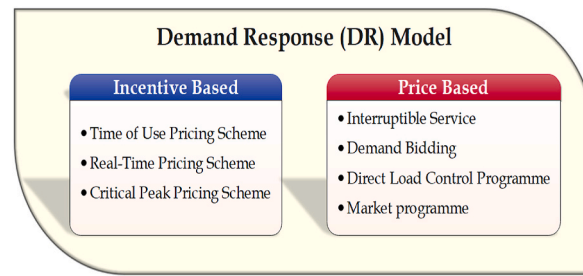 Demand Response (DR) Model
Incentive Based
• Time of Use Pricing Scheme
• Real-Time Pricing Scheme
• Critical Peak Pricing Scheme
Price Based
• Interruptible Service
• Demand Bidding
• Direct Load Control Programme
• Market programme